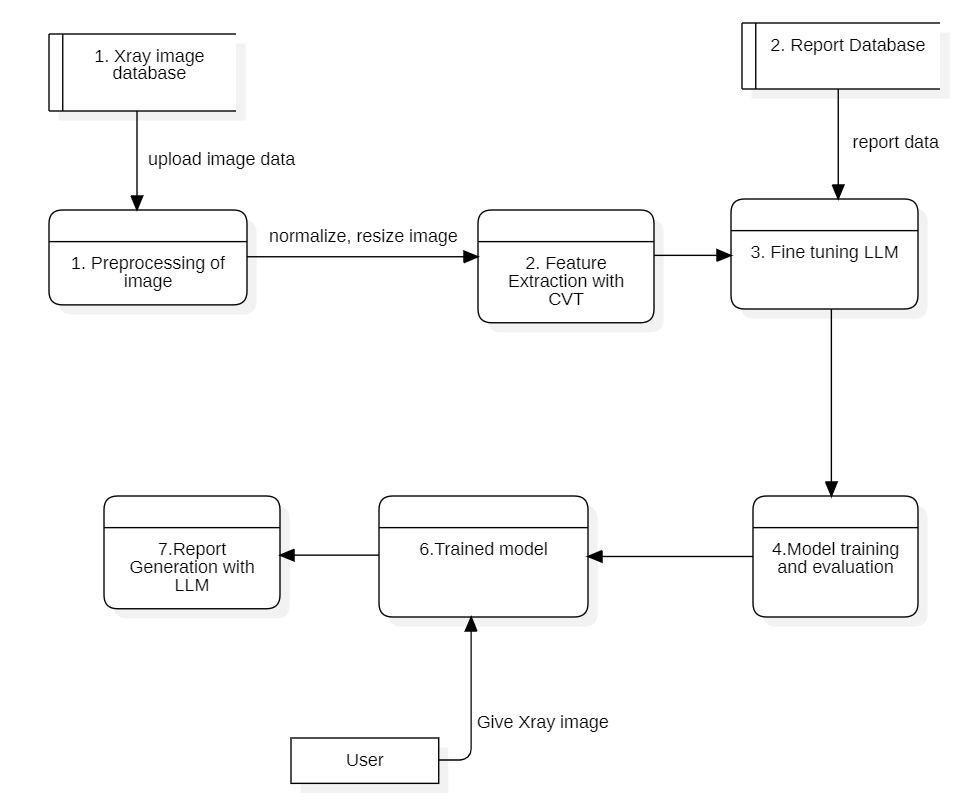 1. Xray image
database
2. Report Database
upload image data
report data
1. Preprocessing of
image
normalize, resize image
2. Feature
Extraction with
CVT
3. Fine tuning LLM
7.Report
Generation with
LLM
6.Trained model
4.Model training
and evaluation
Give Xray image
User